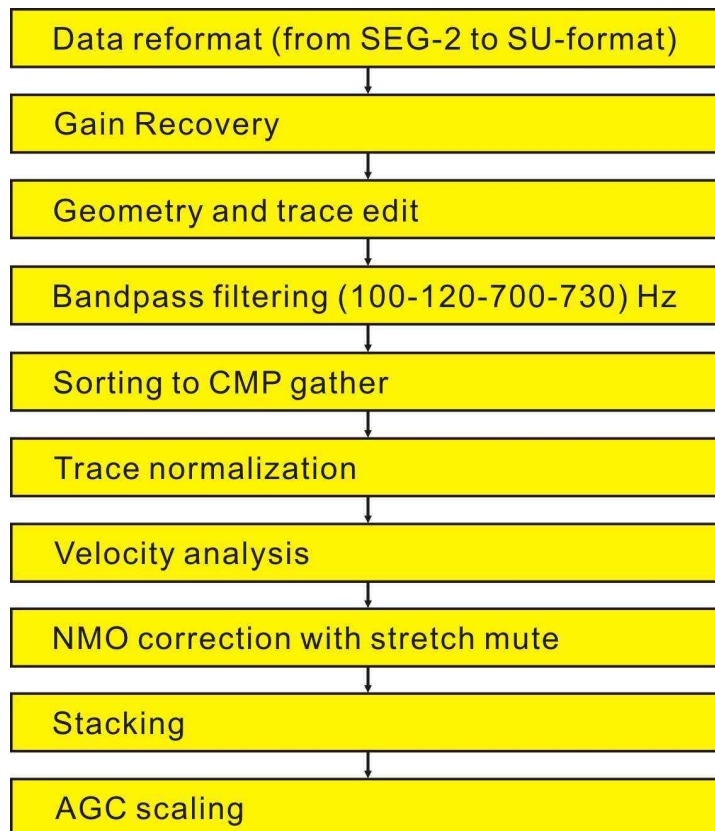 Data reformat (from SEG-2 to SU-format)
Gain Recovery
Geometry and trace edit
Bandpass filtering (100-120-700-730) Hz
Sorting to CMP gather
Trace normalization
Velocity analysis
NMO correction with stretch mute
Stacking
AGC scaling